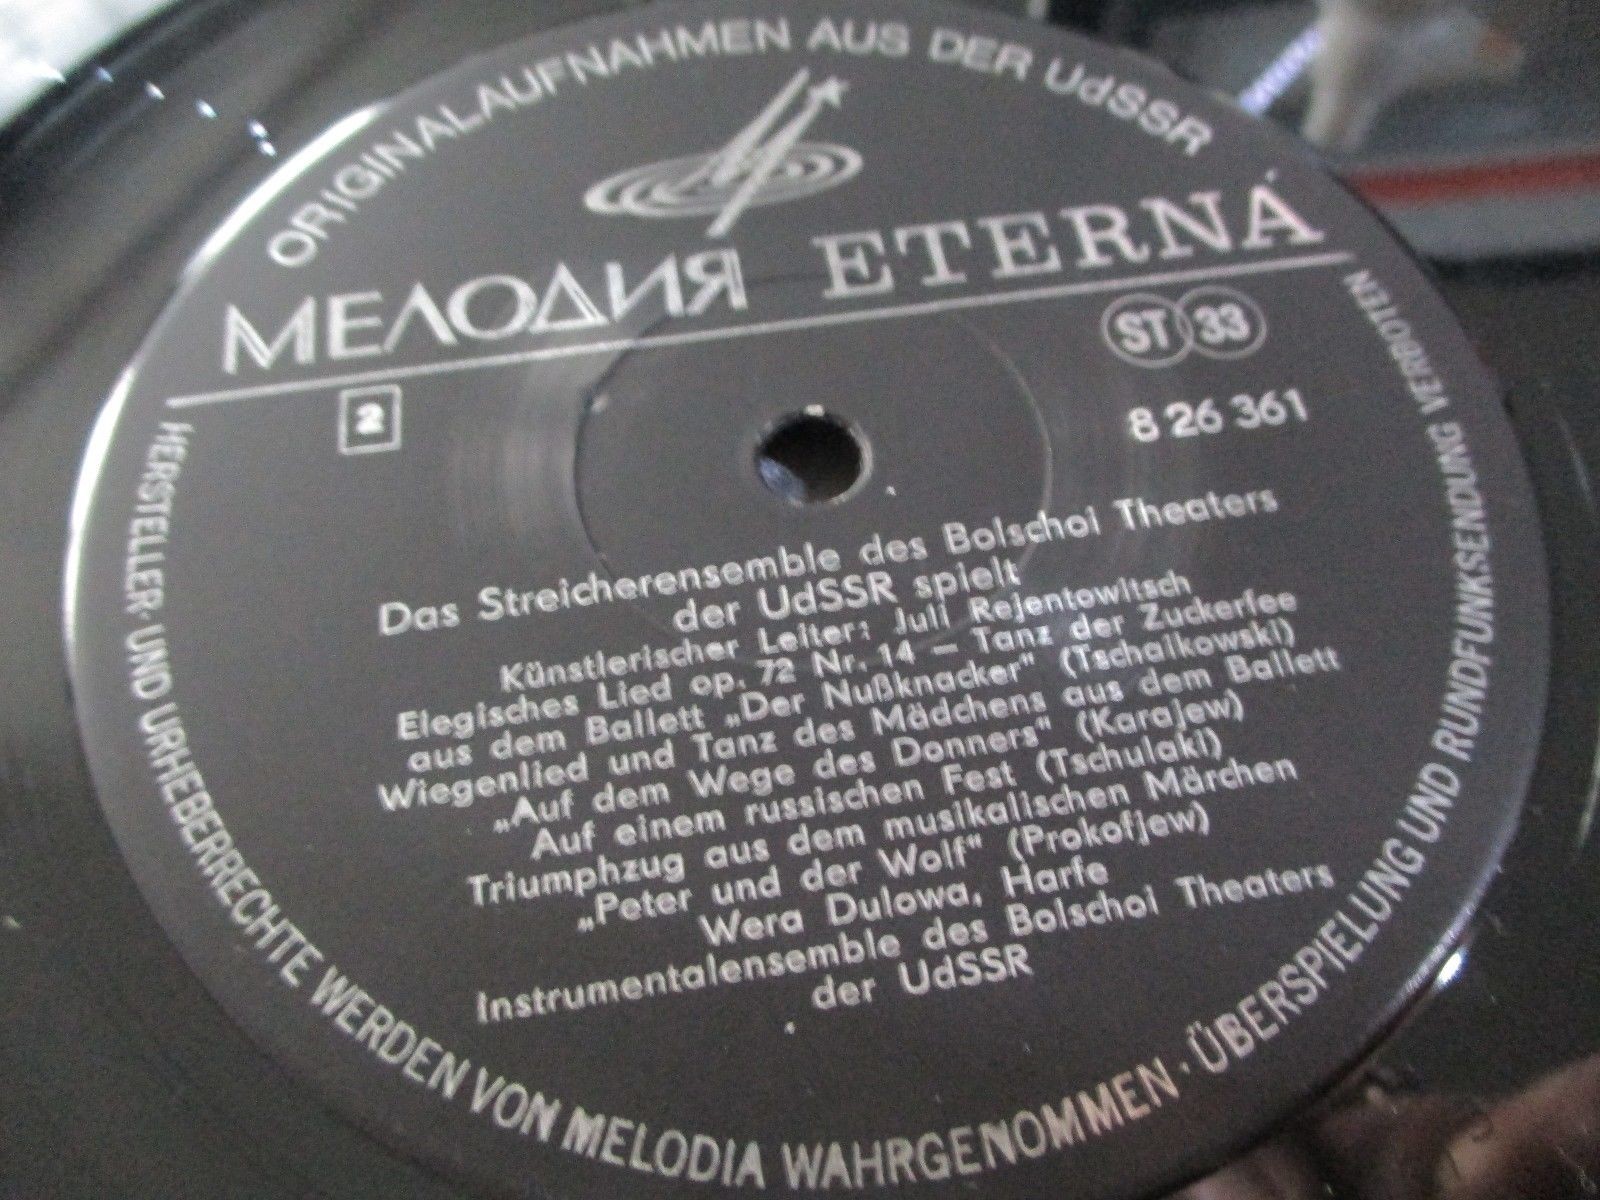 ORIGINALAUFNAHMEN AUS DER UdSSR
МЕЛОДИЯ ETERNA
ST 33
2
8 26 361
Das Streicherensemble des Bolschoi Theaters
der UdSSR spielt
Künstlerischer Leiter: Juli Rejentowitsch
Elegisches Lied op. 72 Nr. 14 – Tanz der Zuckerfee
aus dem Ballett „Der Nußknacker" (Tschaikowski)
Wiegenlied und Tanz des Mädchens aus dem Ballett
„Auf dem Wege des Donners" (Karajew)
Auf einem russischen Fest (Tschulaki)
Triumphzug aus dem musikalischen Märchen
„Peter und der Wolf" (Prokofjew)
Wera Dulowa, Harfe
Instrumentalensemble des Bolschoi Theaters
der UdSSR
HERSTELLER- UND URHEBERRECHTE WERDEN VON MELODIA WAHRGENOMMEN · ÜBERSPIELUNG UND RUNDFUNKSENDUNG VERBOTEN